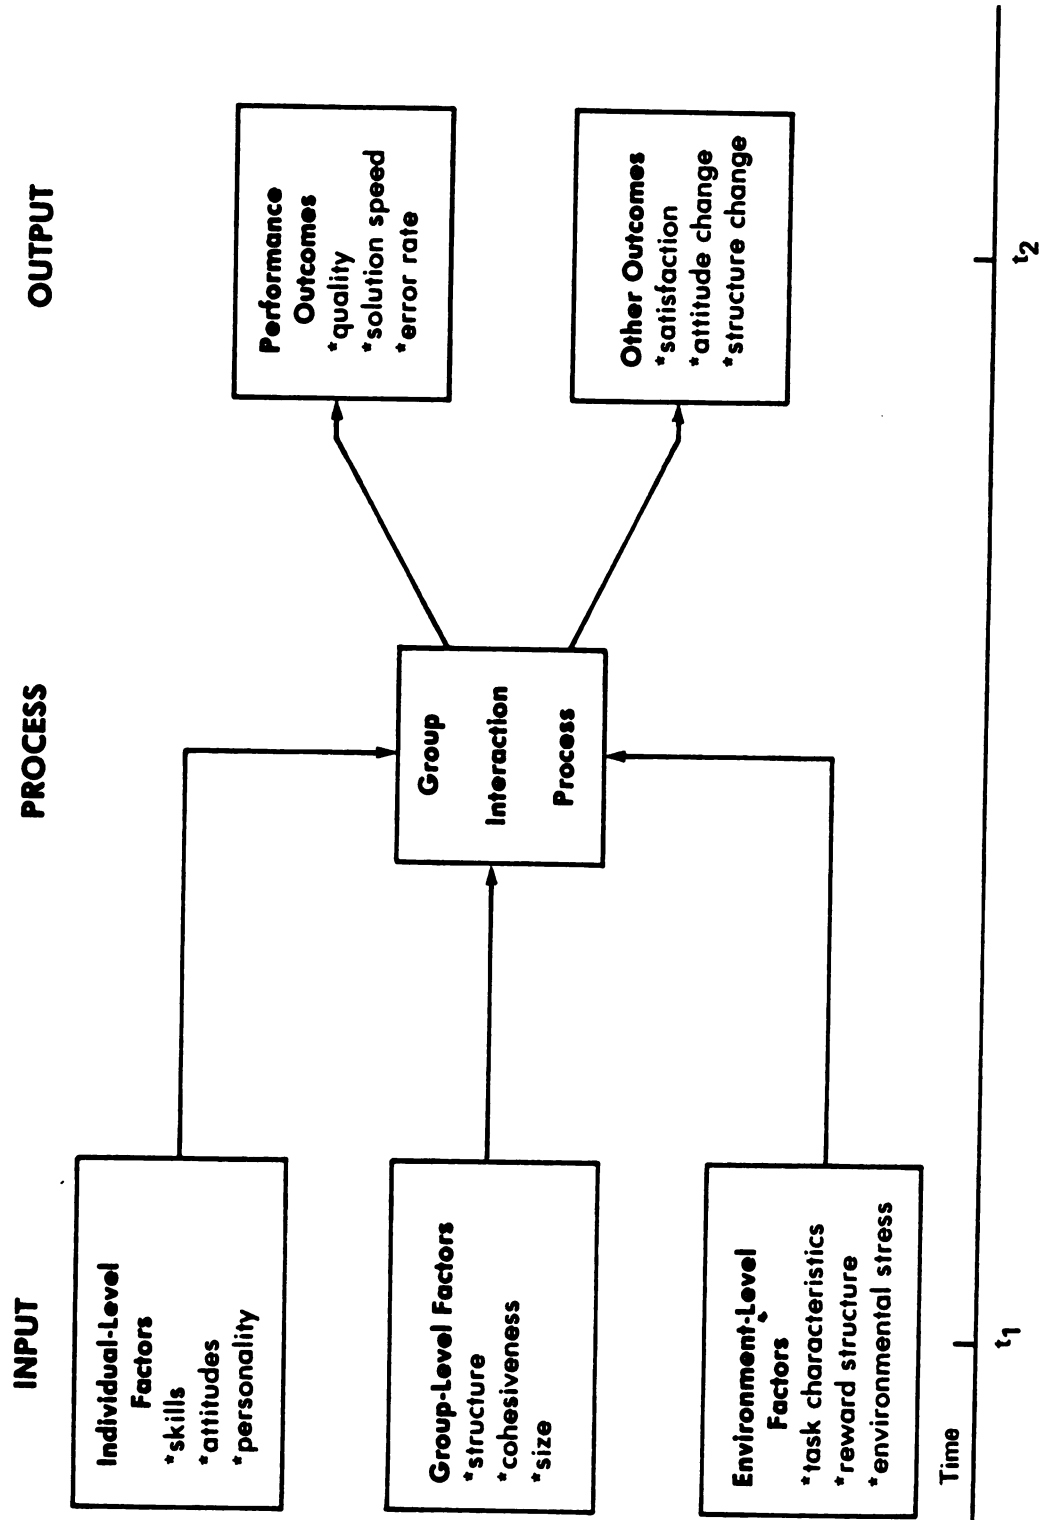 INPUT
PROCESS
OUTPUT
Individual-Level
Factors
*skills
*attitudes
*personality
Group-Level Factors
*structure
*cohesiveness
*size
Environment-Level
Factors
*task characteristics
*reward structure
*environmental stress
Group
Interaction
Process
Performance
Outcomes
*quality
*solution speed
*error rate
Other Outcomes
*satisfaction
*attitude change
*structure change
Time
t1
t2